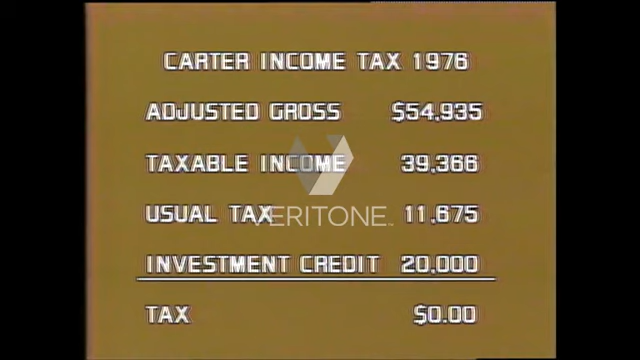 CARTER INCOME TAX 1976
ADJUSTED GROSS $54,935
TAXABLE INCOME 39,366
USUAL TAX 11,675
VERITONE™
INVESTMENT CREDIT 20,000
TAX $0.00